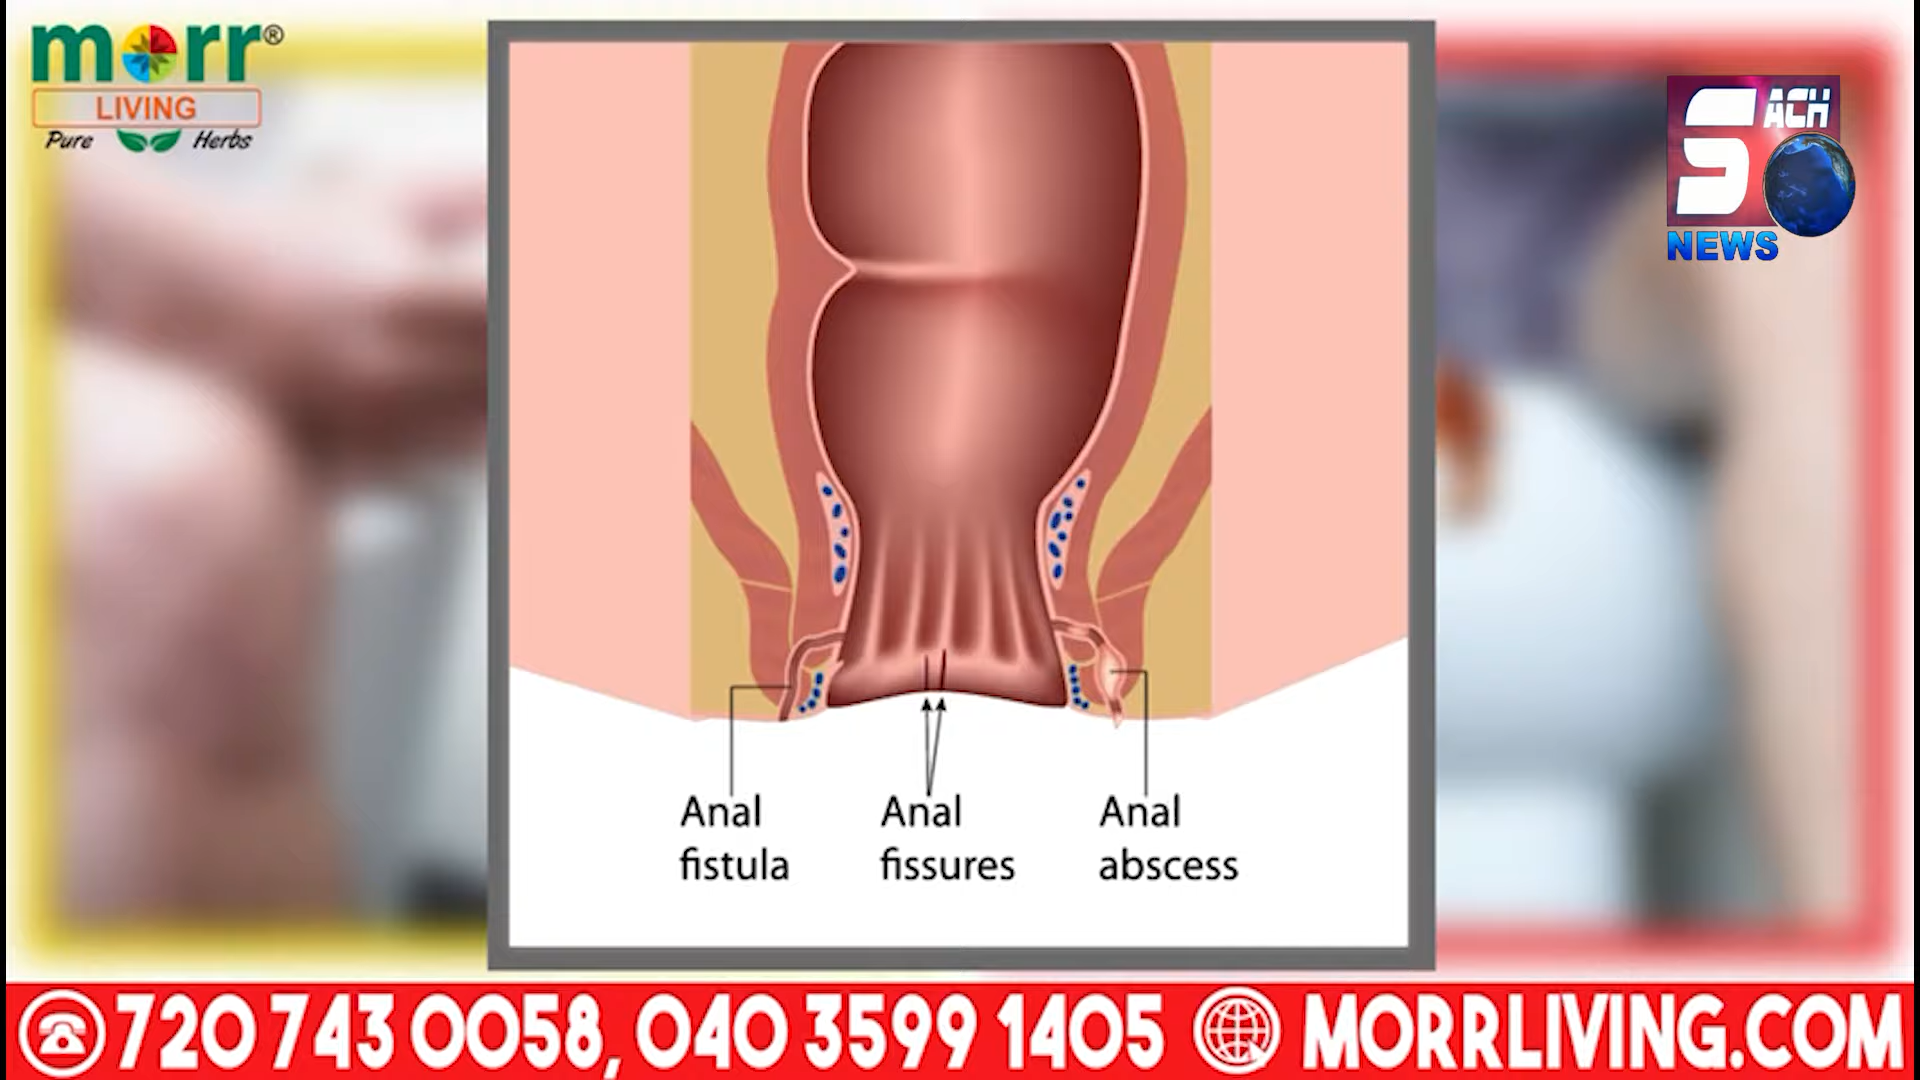 morr®
LIVING
Pure Herbs
SACH
NEWS
Anal fistula
Anal fissures
Anal abscess
720 743 0058, 040 3599 1405 MORRLIVING.COM